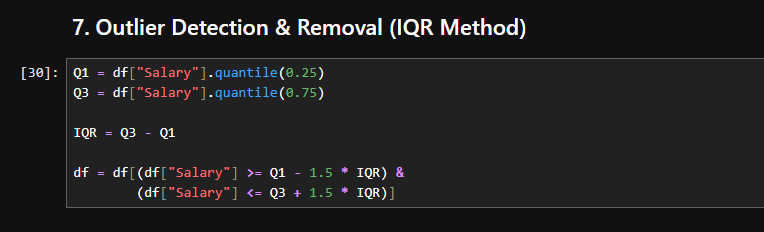 7. Outlier Detection & Removal (IQR Method)
[30]: Q1 = df["Salary"].quantile(0.25)
Q3 = df["Salary"].quantile(0.75)
IQR = Q3 - Q1
df = df[(df["Salary"] >= Q1 - 1.5 * IQR) &
(df["Salary"] <= Q3 + 1.5 * IQR)]